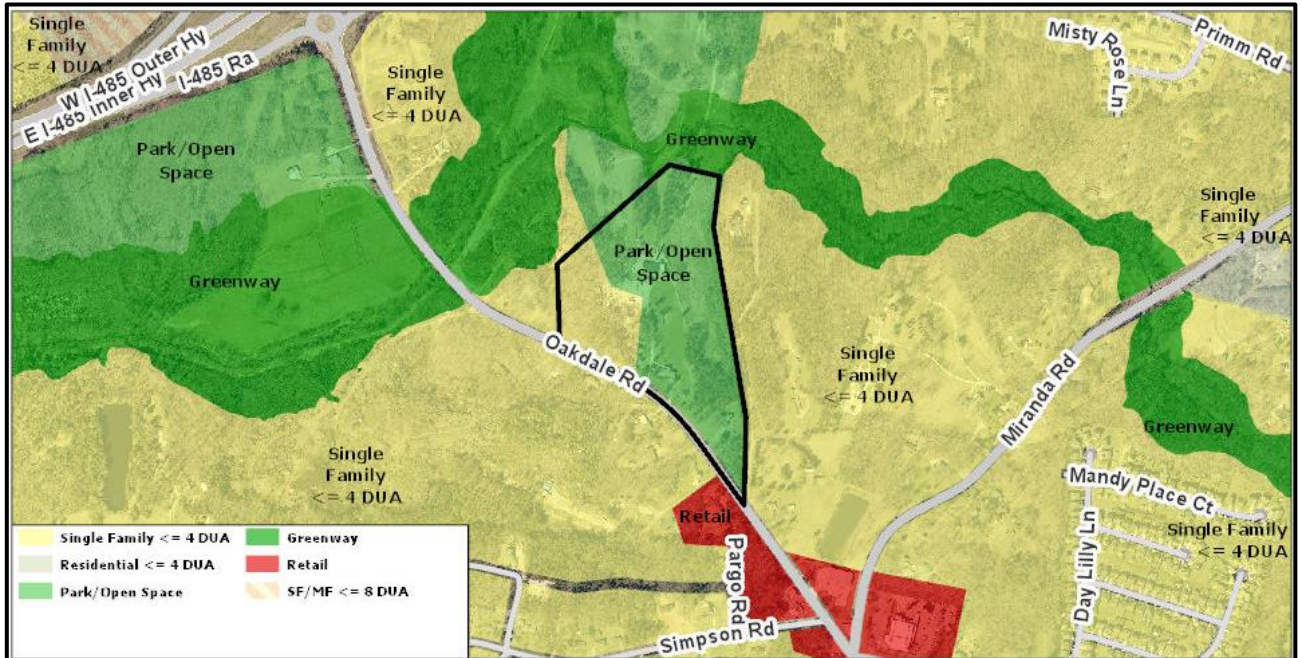 Single
Family
<= 4 DUA
W I-485 Outer Hy
E I-485 Inner Hy
I-485 Ra
Single
Family
<= 4 DUA
Misty Rose Ln
Primm Rd
Park/Open
Space
Greenway
Single
Family
<= 4 DUA
Park/Open
Space
Greenway
Oakdale Rd
Single
Family
<= 4 DUA
Miranda Rd
Greenway
Single
Family
<= 4 DUA
Mandy Place Ct
Retail
Pargo Rd
Day Lilly Ln
Single Family
<= 4 DUA
Simpson Rd
Single Family <= 4 DUA
Greenway
Residential <= 4 DUA
Retail
Park/Open Space
SF/MF <= 8 DUA